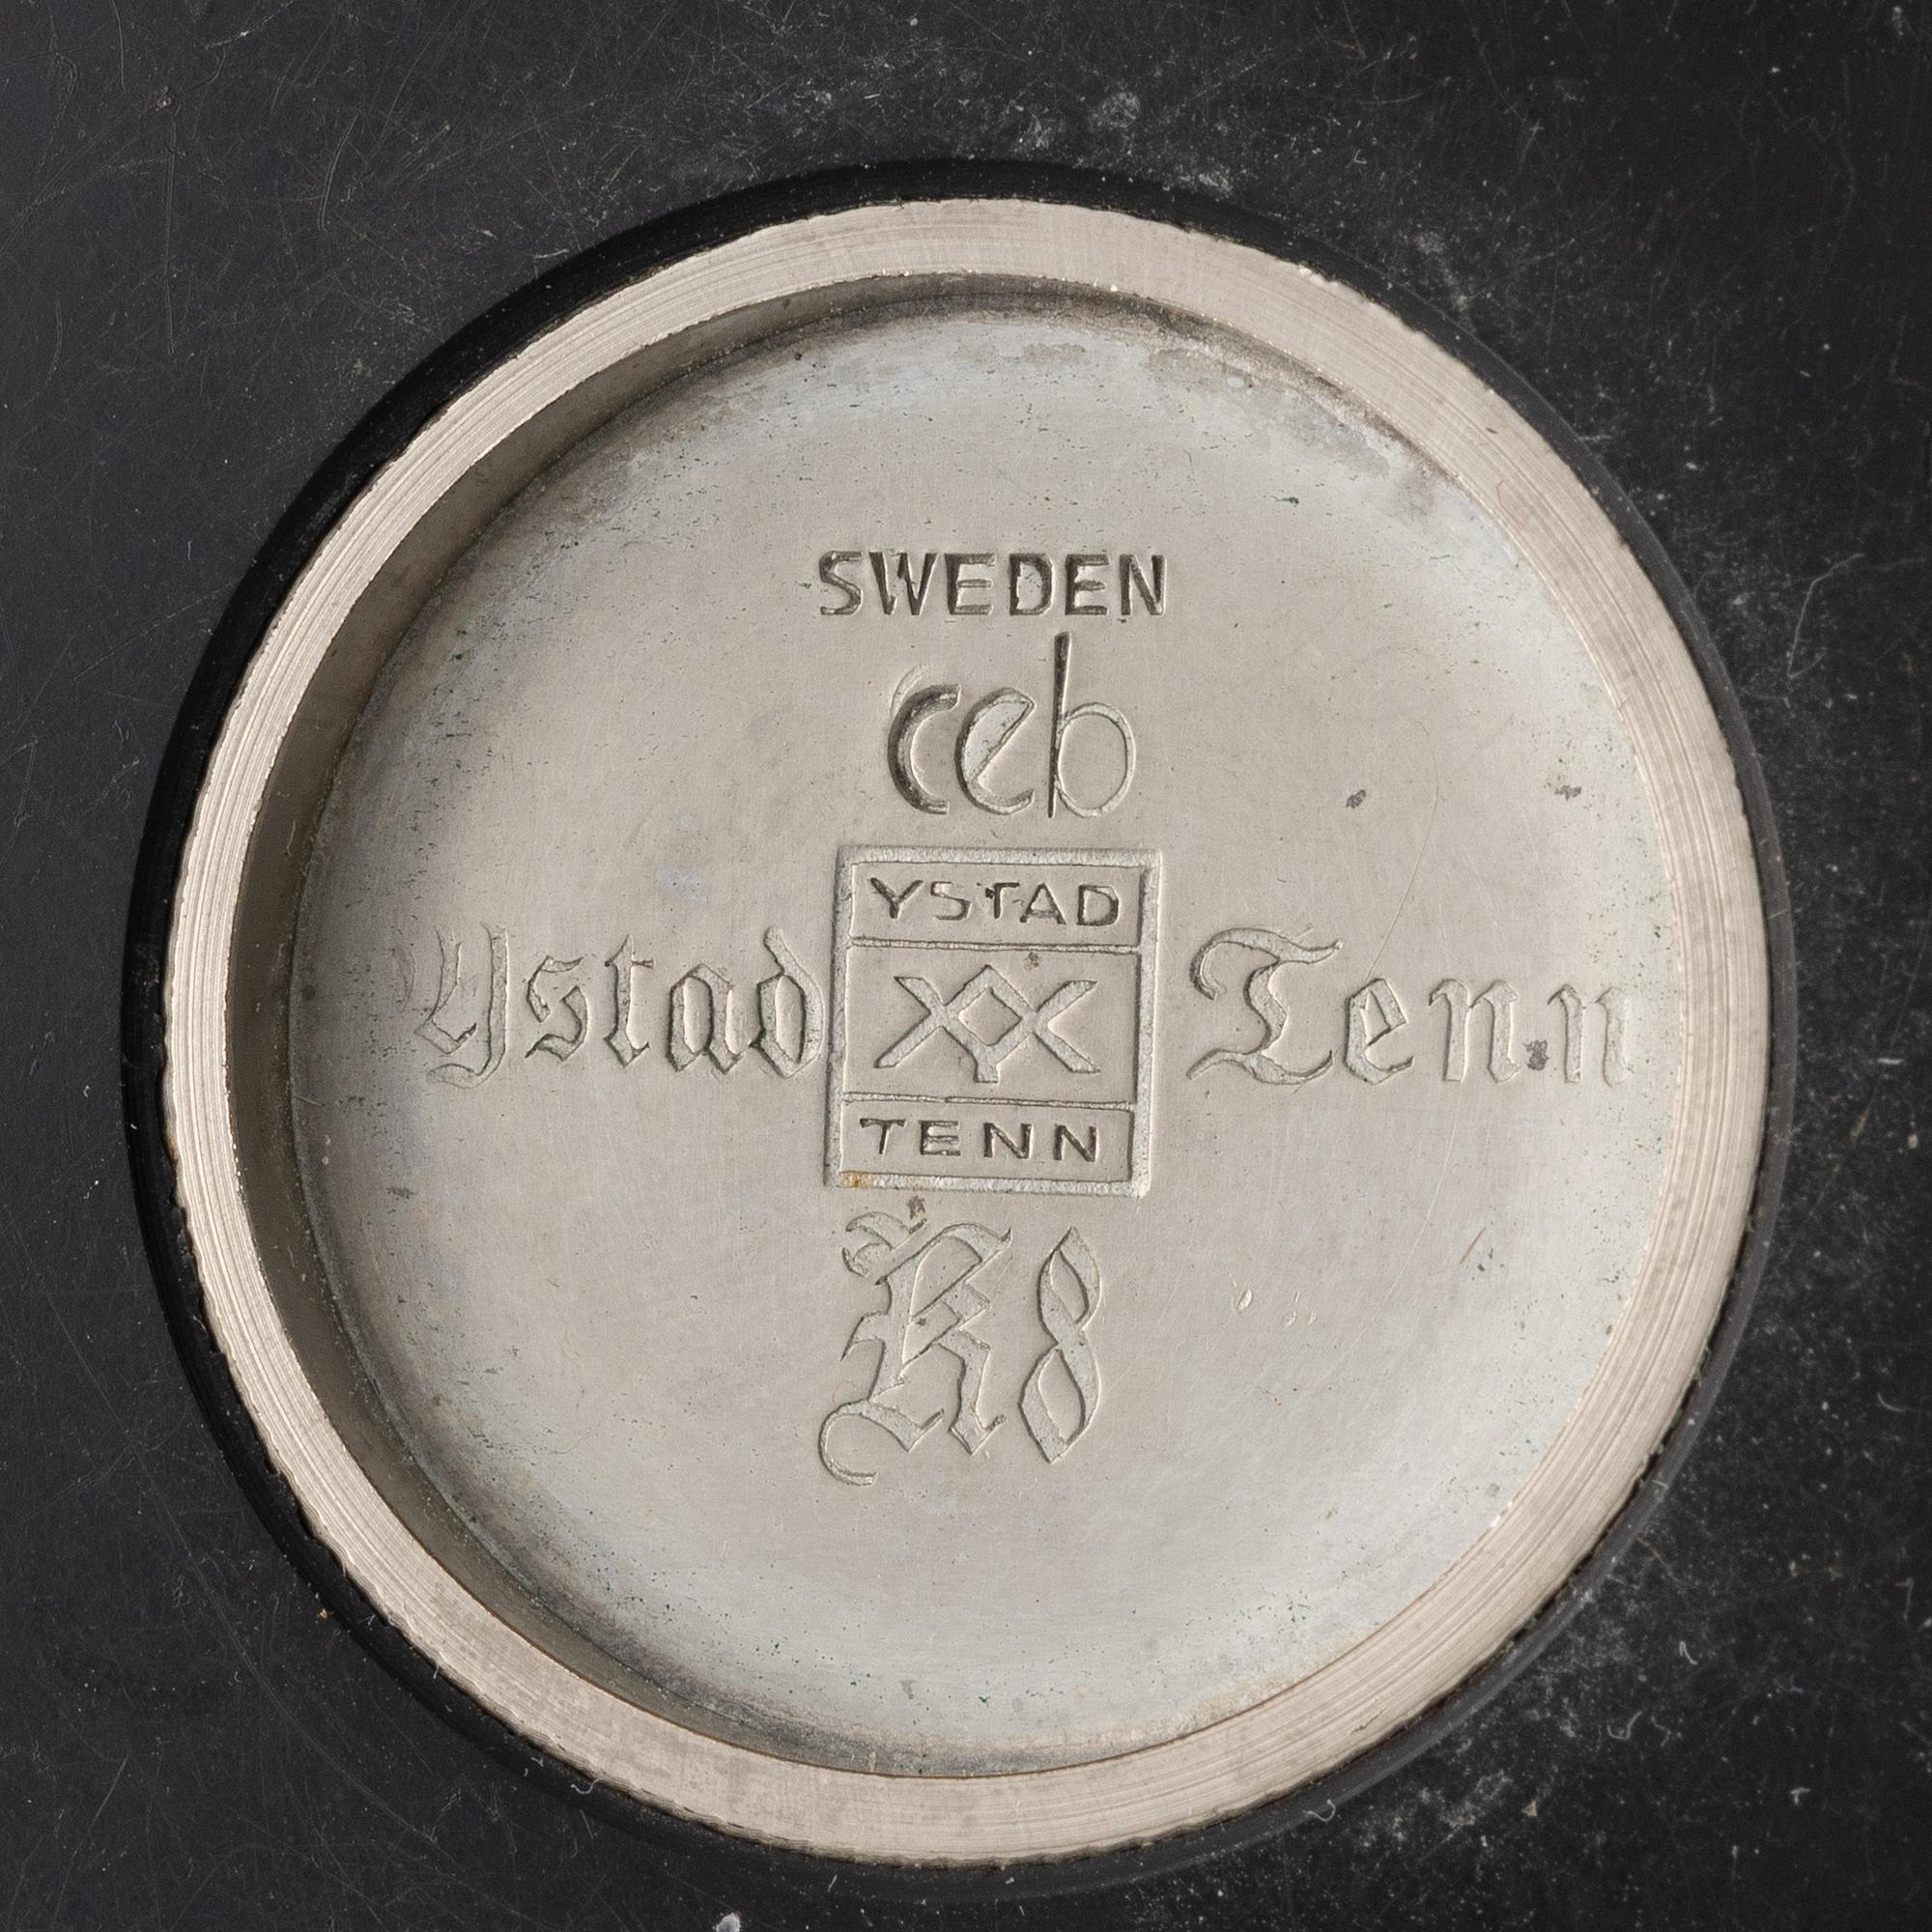 SWEDEN
ceb
YSTAD
Ystad Tenn
TENN
K8